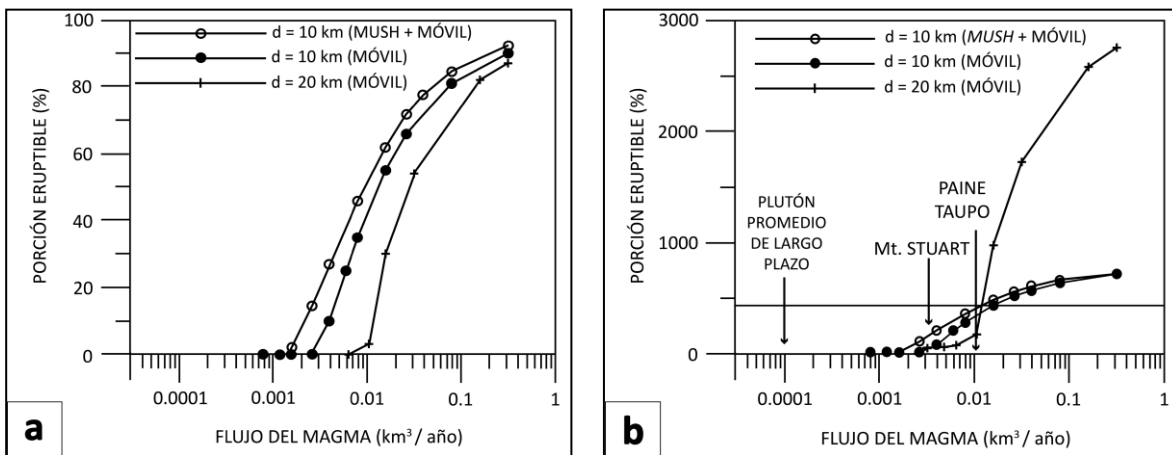 100
80
60
40
20
0
PORCIÓN ERUPTIBLE (%)
d = 10 km (MUSH + MÓVIL)
d = 10 km (MÓVIL)
d = 20 km (MÓVIL)
0.0001
0.001
0.01
0.1
1
FLUJO DEL MAGMA (km³ / año)
a
3000
2000
1000
0
PORCIÓN ERUPTIBLE (%)
d = 10 km (MUSH + MÓVIL)
d = 10 km (MÓVIL)
d = 20 km (MÓVIL)
PLUTÓN
PROMEDIO
DE LARGO
PLAZO
Mt. STUART
PAINE
TAUPO
0.0001
0.001
0.01
0.1
1
FLUJO DEL MAGMA (km³ / año)
b